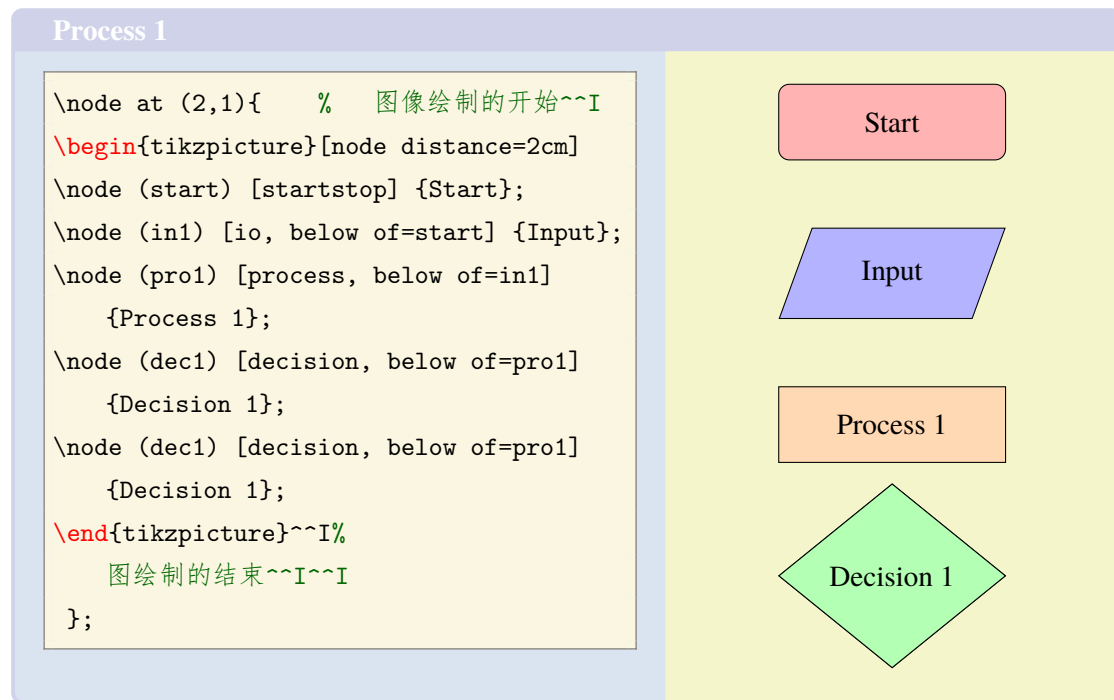 Process 1
\node at (2,1){ % 图像绘制的开始^^I
\begin{tikzpicture}[node distance=2cm]
\node (start) [startstop] {Start};
\node (in1) [io, below of=start] {Input};
\node (pro1) [process, below of=in1]
{Process 1};
\node (dec1) [decision, below of=pro1]
{Decision 1};
\node (dec1) [decision, below of=pro1]
{Decision 1};
\end{tikzpicture}^^I%
图绘制的结束^^I^^I
};
Start
Input
Process 1
Decision 1